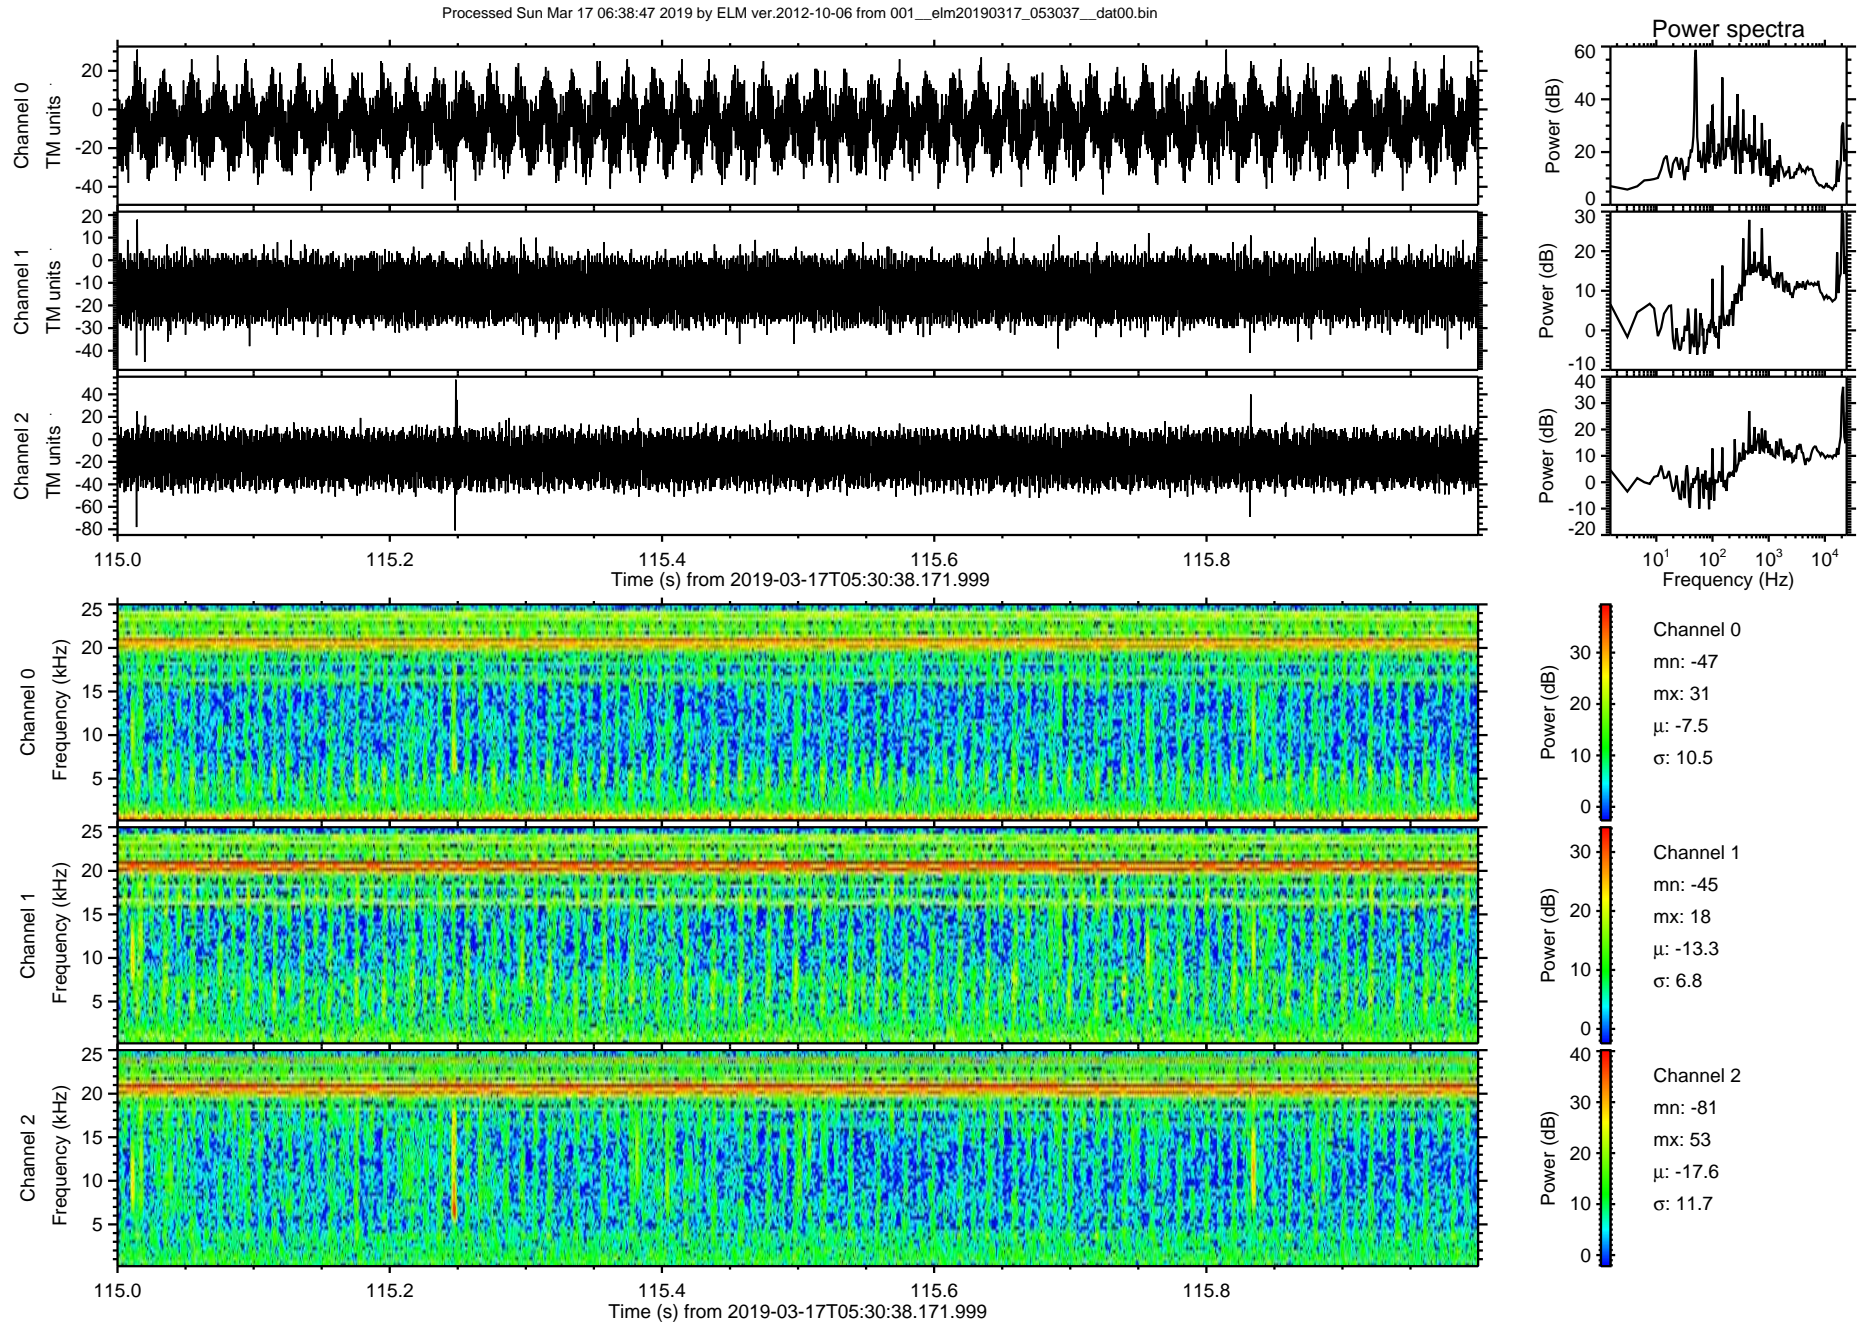 Processed Sun Mar 17 06:38:47 2019 by ELM ver.2012-10-06 from 001__elm20190317_053037__dat00.bin
Power spectra
Channel 0
TM units
20
0
-20
-40
Power (dB)
60
40
20
0
Channel 1
TM units
20
10
0
-10
-20
-30
-40
Power (dB)
30
20
10
0
-10
Channel 2
TM units
40
20
0
-20
-40
-60
-80
Power (dB)
40
30
20
10
0
-10
-20
115.0 115.2 115.4 115.6 115.8
Time (s) from 2019-03-17T05:30:38.171.999
10¹ 10² 10³ 10⁴
Frequency (Hz)
Channel 0
Frequency (kHz)
25
20
15
10
5
Power (dB)
30
20
10
0
Channel 0
mn: -47
mx: 31
μ: -7.5
σ: 10.5
Channel 1
Frequency (kHz)
25
20
15
10
5
Power (dB)
30
20
10
0
Channel 1
mn: -45
mx: 18
μ: -13.3
σ: 6.8
Channel 2
Frequency (kHz)
25
20
15
10
5
Power (dB)
40
30
20
10
0
Channel 2
mn: -81
mx: 53
μ: -17.6
σ: 11.7
115.0 115.2 115.4 115.6 115.8
Time (s) from 2019-03-17T05:30:38.171.999